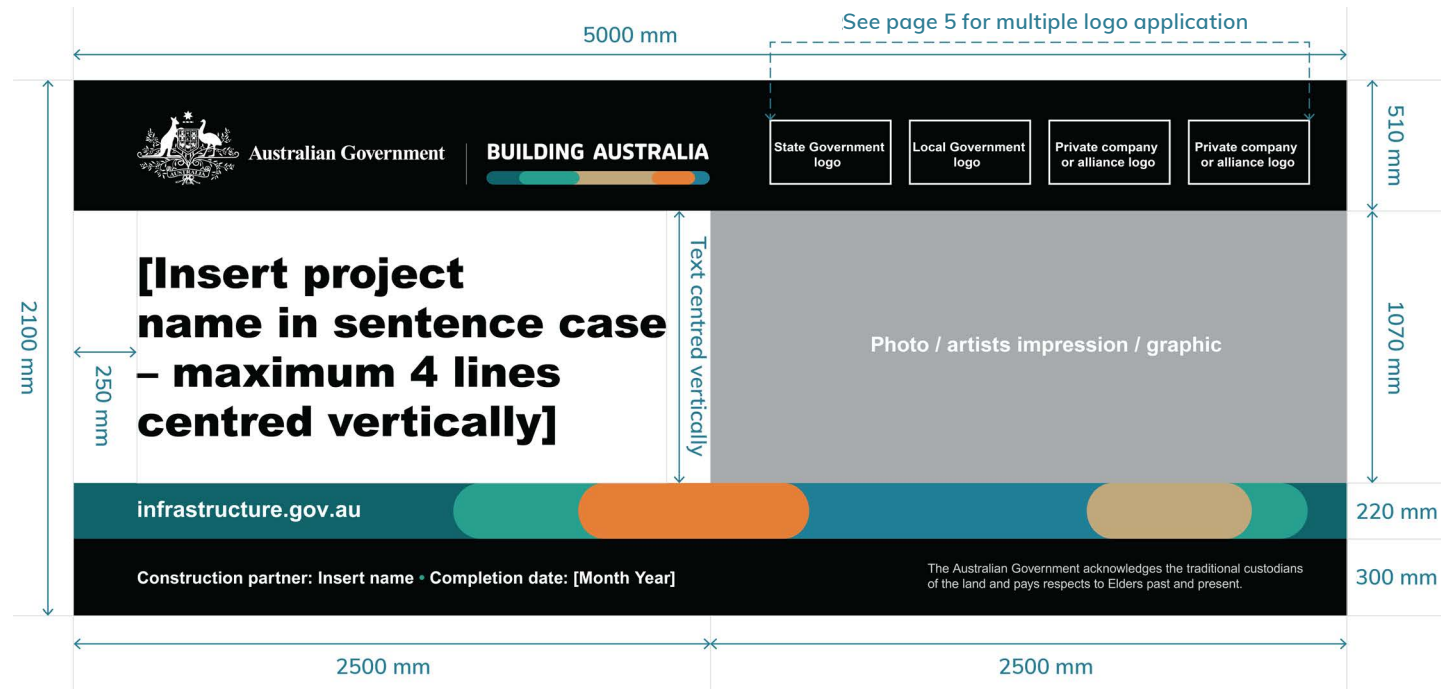 See page 5 for multiple logo application
5000 mm
Australian Government
BUILDING AUSTRALIA
State Government
logo
Local Government
logo
Private company
or alliance logo
Private company
or alliance logo
510 mm
2100 mm
250 mm
[Insert project
name in sentence case
– maximum 4 lines
centred vertically]
Text centred vertically
Photo / artists impression / graphic
1070 mm
infrastructure.gov.au
220 mm
Construction partner: Insert name • Completion date: [Month Year]
The Australian Government acknowledges the traditional custodians
of the land and pays respects to Elders past and present.
300 mm
2500 mm
2500 mm